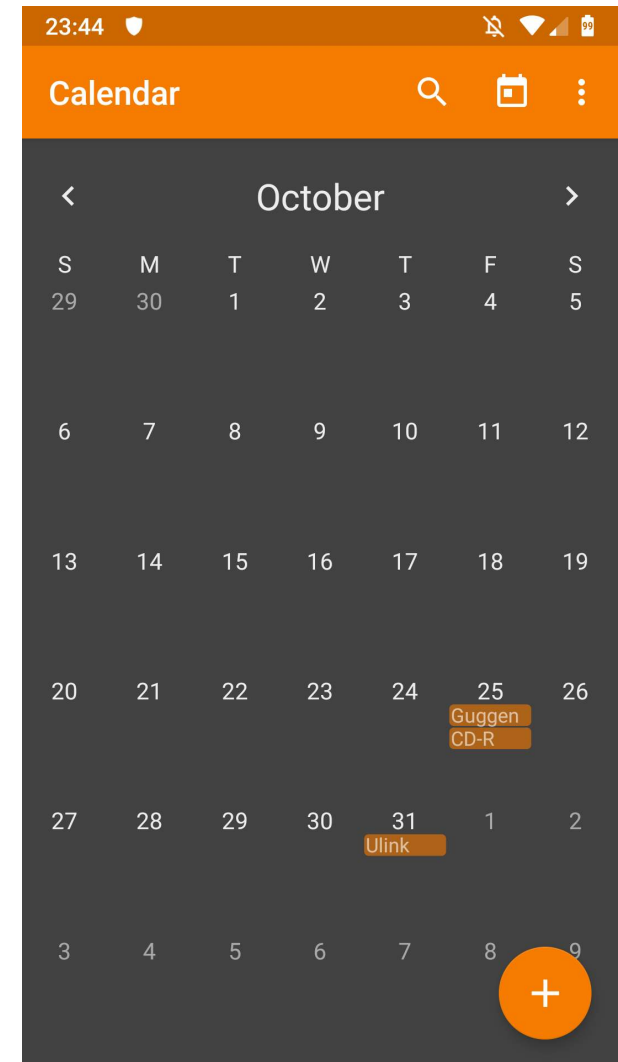 23:44 99
Calendar
October
S M T W T F S
29 30 1 2 3 4 5
6 7 8 9 10 11 12
13 14 15 16 17 18 19
20 21 22 23 24 25 26
Guggen
CD-R
27 28 29 30 31 1 2
Ulink
3 4 5 6 7 8 9